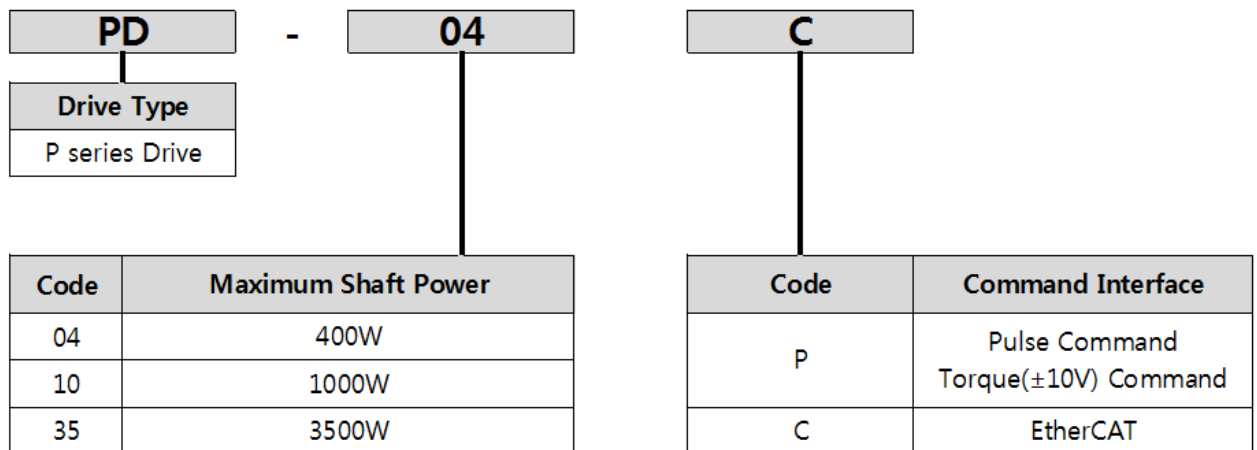 PD - 04 C
Drive Type
P series Drive
Code Maximum Shaft Power
04 400W
10 1000W
35 3500W
Code Command Interface
P Pulse Command
Torque(±10V) Command
C EtherCAT